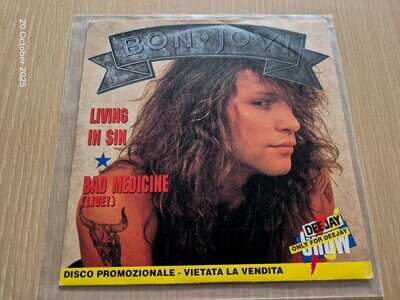 20 October 2025
BON JOVI
LIVING
IN SIN
BAD MEDICINE
(LIVE!)
DEEJAY
ONLY FOR DEEJAY
SHOW
DISCO PROMOZIONALE - VIETATA LA VENDITA